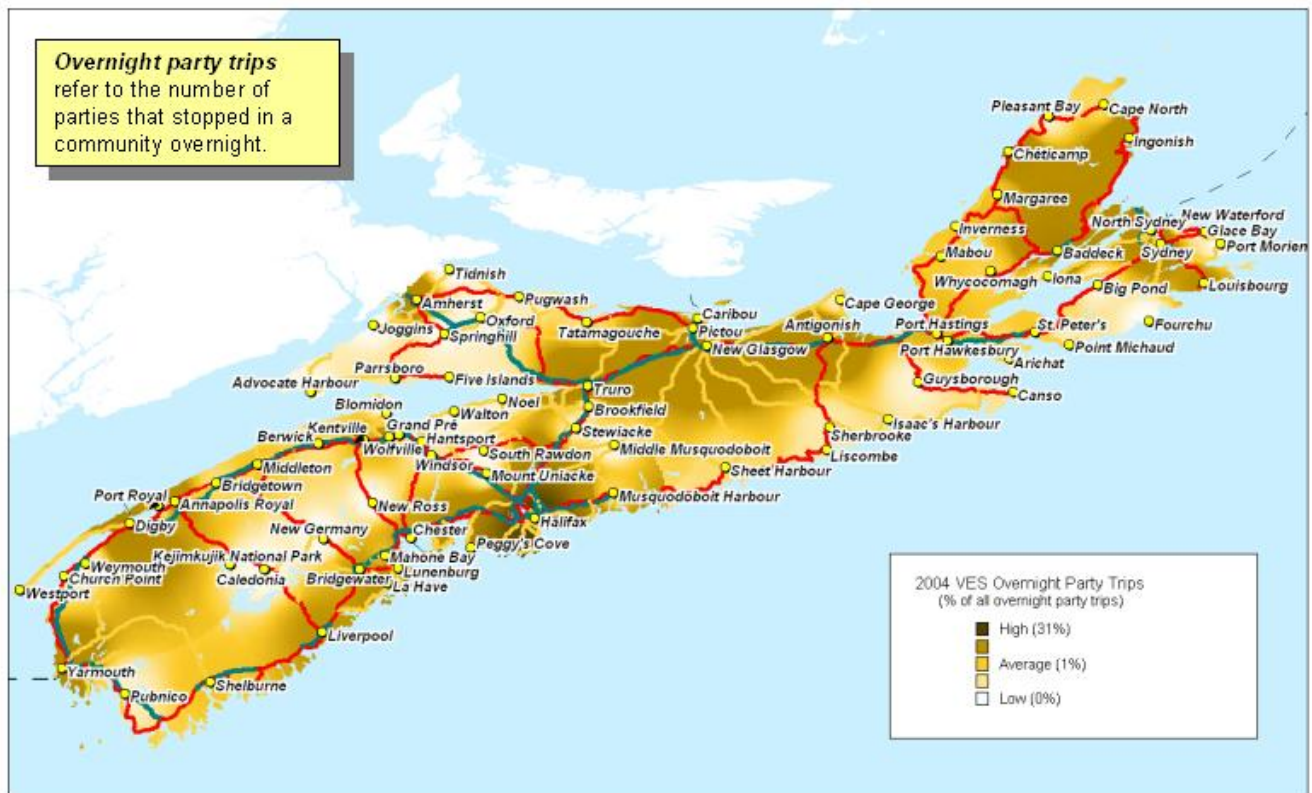 Overnight party trips
refer to the number of
parties that stopped in a
community overnight.
Pleasant Bay
Cape North
Ingonish
Chéticamp
Margaree
North Sydney
New Waterford
Glace Bay
Port Morien
Sydney
Inverness
Mabou
Baddeck
Whycocomagh
Iona
Big Pond
Louisbourg
Fourchu
Tidnish
Pugwash
Amherst
Oxford
Joggins
Springhill
Tatamagouche
Caribou
Pictou
New Glasgow
Cape George
Antigonish
Port Hastings
St. Peter's
Port Hawkesbury
Point Michaud
Arichat
Guysborough
Canso
Isaac's Harbour
Parrsboro
Five Islands
Advocate Harbour
Truro
Brookfield
Noel
Walton
Stewiacke
Blomidon
Kentville
Grand Pré
Berwick
Wolfville
Hantsport
Windsor
South Rawdon
Middle Musquodoboit
Sherbrooke
Liscombe
Sheet Harbour
Mount Uniacke
Musquodoboit Harbour
Middleton
Bridgetown
Port Royal
Annapolis Royal
Digby
New Ross
Halifax
New Germany
Chester
Peggy's Cove
Mahone Bay
Kejimkujik National Park
Weymouth
Church Point
Caledonia
Bridgewater
Lunenburg
La Have
Westport
Liverpool
Yarmouth
Pubnico
Shelburne
2004 VES Overnight Party Trips
(% of all overnight party trips)
High (31%)
Average (1%)
Low (0%)